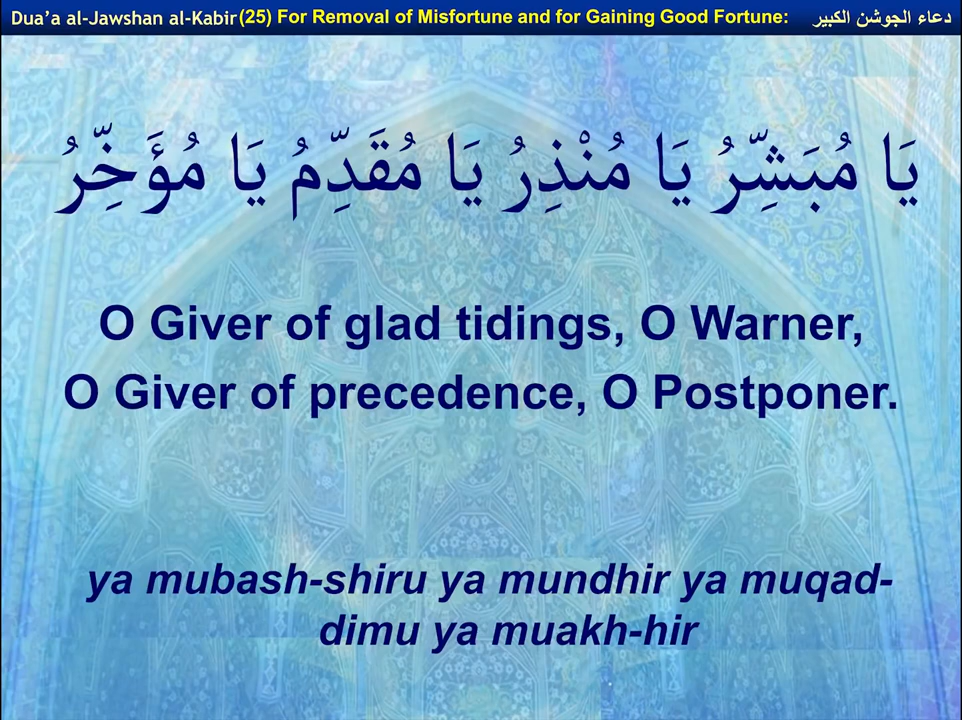 Dua’a al-Jawshan al-Kabir (25) For Removal of Misfortune and for Gaining Good Fortune: دعاء الجوشن الكبير
يَا مُبَشِّرُ يَا مُنْذِرُ يَا مُقَدِّمُ يَا مُؤَخِّرُ
O Giver of glad tidings, O Warner,
O Giver of precedence, O Postponer.
ya mubash-shiru ya mundhir ya muqad-
dimu ya muakh-hir